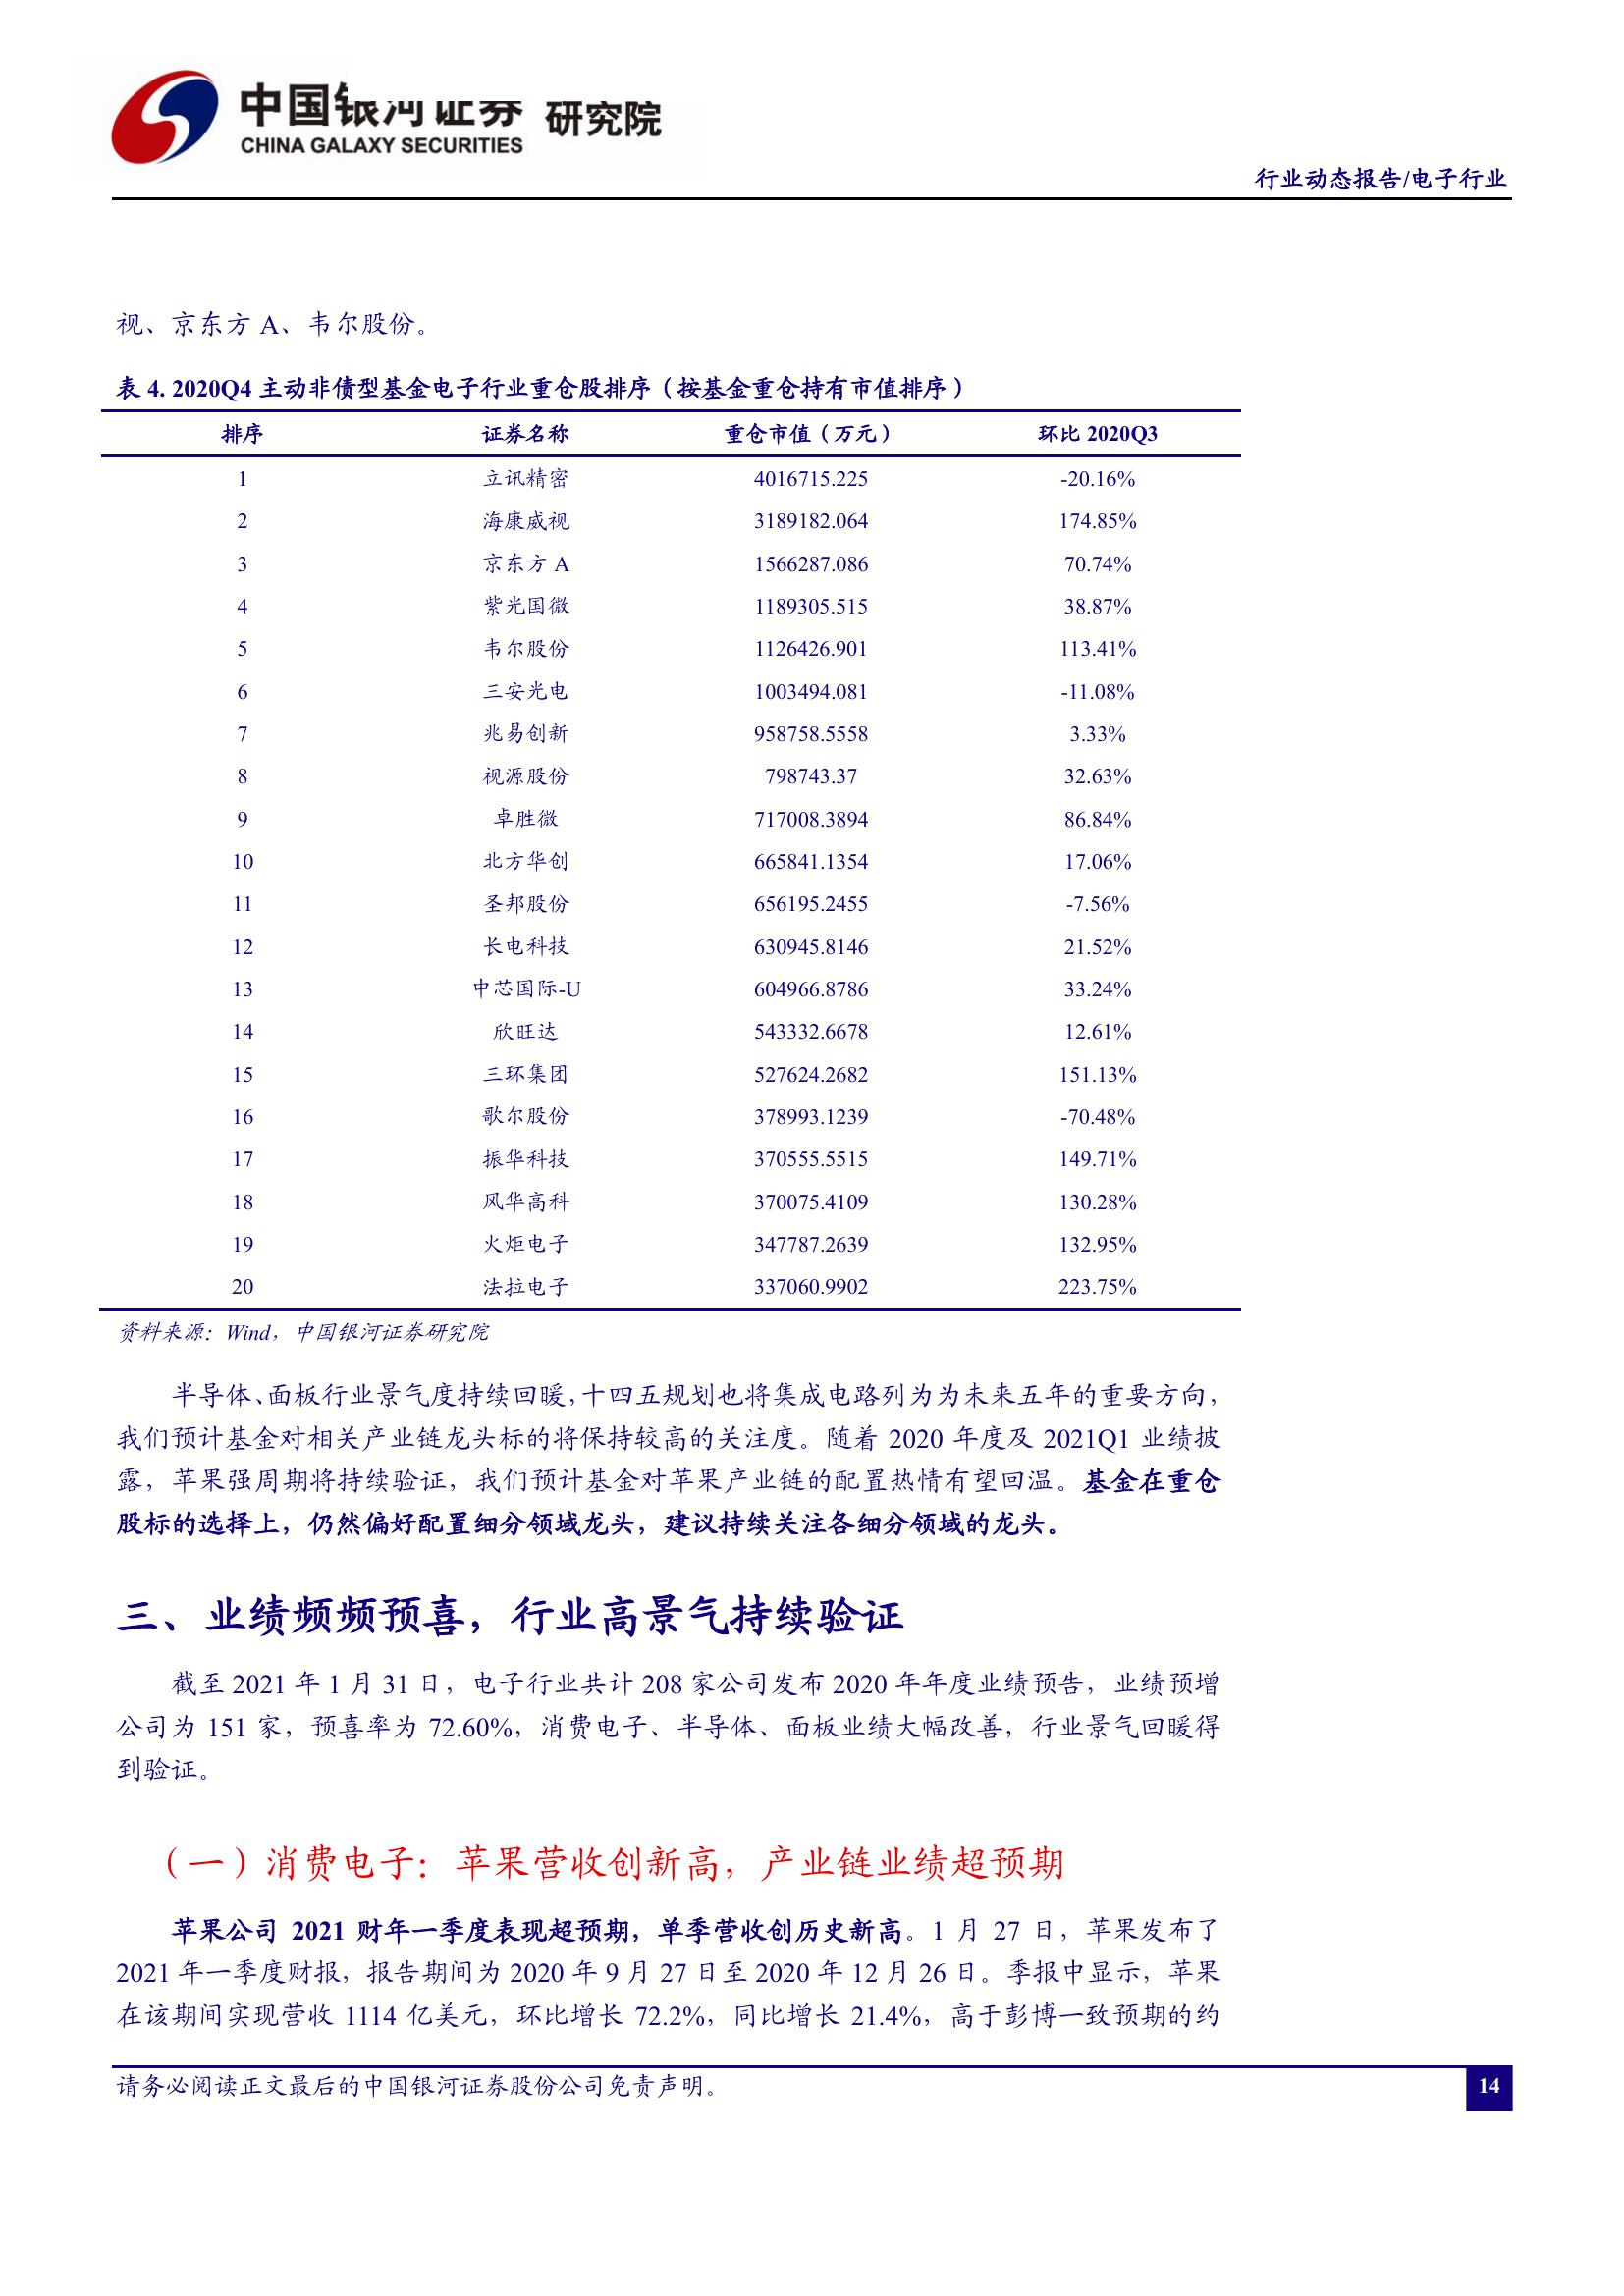 中国银河证券 研究院
CHINA GALAXY SECURITIES
行业动态报告/电子行业
视、京东方 A、韦尔股份。
表 4. 2020Q4 主动非债型基金电子行业重仓股排序（按基金重仓持有市值排序）
排序 证券名称 重仓市值（万元） 环比 2020Q3
1 立讯精密 4016715.225 -20.16%
2 海康威视 3189182.064 174.85%
3 京东方 A 1566287.086 70.74%
4 紫光国微 1189305.515 38.87%
5 韦尔股份 1126426.901 113.41%
6 三安光电 1003494.081 -11.08%
7 兆易创新 958758.5558 3.33%
8 视源股份 798743.37 32.63%
9 卓胜微 717008.3894 86.84%
10 北方华创 665841.1354 17.06%
11 圣邦股份 656195.2455 -7.56%
12 长电科技 630945.8146 21.52%
13 中芯国际-U 604966.8786 33.24%
14 欣旺达 543332.6678 12.61%
15 三环集团 527624.2682 151.13%
16 歌尔股份 378993.1239 -70.48%
17 振华科技 370555.5515 149.71%
18 风华高科 370075.4109 130.28%
19 火炬电子 347787.2639 132.95%
20 法拉电子 337060.9902 223.75%
资料来源：Wind，中国银河证券研究院
半导体、面板行业景气度持续回暖，十四五规划也将集成电路列为为未来五年的重要方向，
我们预计基金对相关产业链龙头标的将保持较高的关注度。随着 2020 年度及 2021Q1 业绩披
露，苹果强周期将持续验证，我们预计基金对苹果产业链的配置热情有望回温。基金在重仓
股标的选择上，仍然偏好配置细分领域龙头，建议持续关注各细分领域的龙头。
三、业绩频频预喜，行业高景气持续验证
截至 2021 年 1 月 31 日，电子行业共计 208 家公司发布 2020 年年度业绩预告，业绩预增
公司为 151 家，预喜率为 72.60%，消费电子、半导体、面板业绩大幅改善，行业景气回暖得
到验证。
（一）消费电子：苹果营收创新高，产业链业绩超预期
苹果公司 2021 财年一季度表现超预期，单季营收创历史新高。1 月 27 日，苹果发布了
2021 年一季度财报，报告期间为 2020 年 9 月 27 日至 2020 年 12 月 26 日。季报中显示，苹果
在该期间实现营收 1114 亿美元，环比增长 72.2%，同比增长 21.4%，高于彭博一致预期的约
请务必阅读正文最后的中国银河证券股份公司免责声明。
14